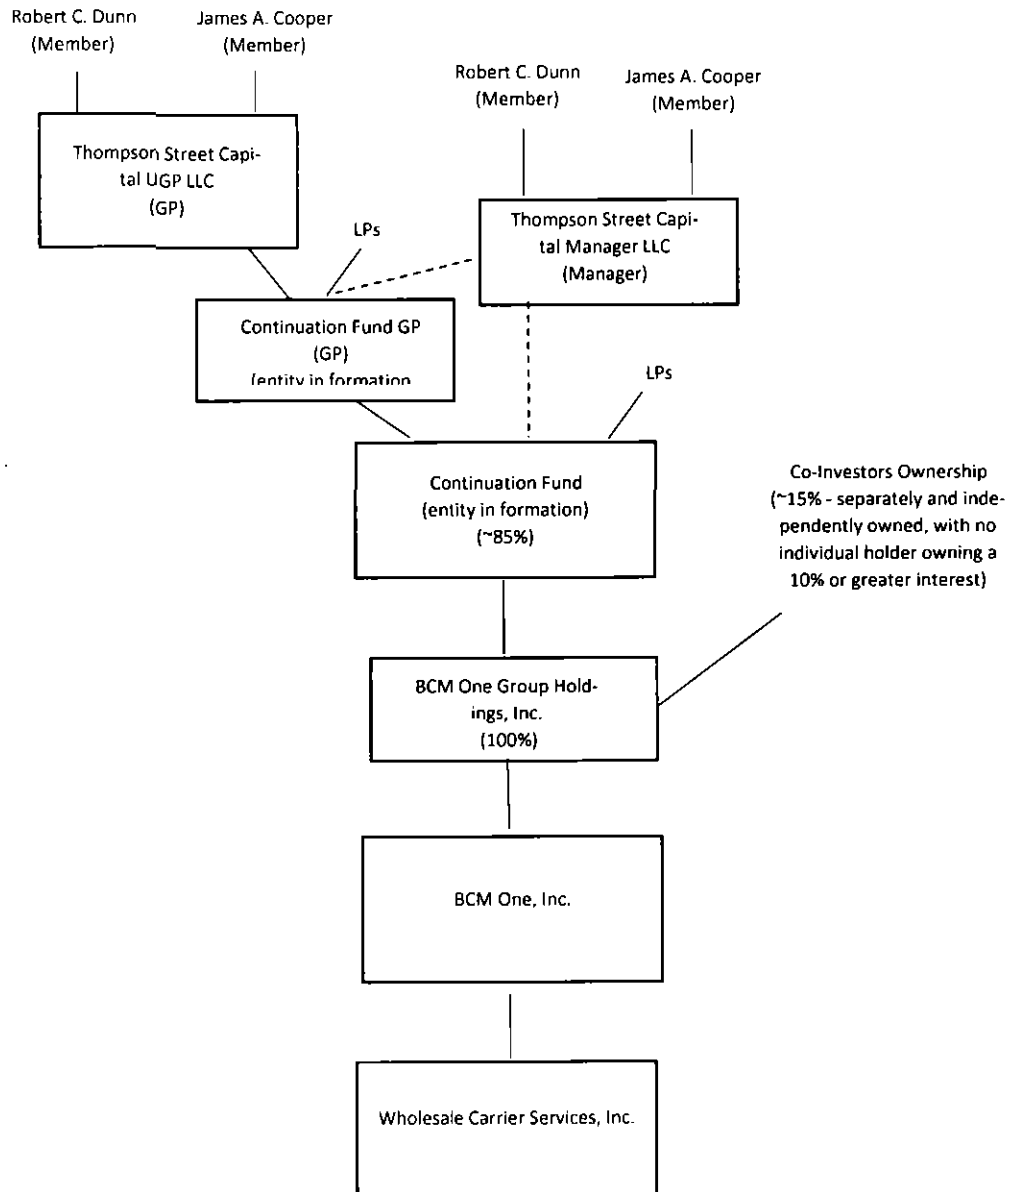 Robert C. Dunn
(Member)
James A. Cooper
(Member)
Robert C. Dunn
(Member)
James A. Cooper
(Member)
Thompson Street Capi-
tal UGP LLC
(GP)
LPs
Thompson Street Capi-
tal Manager LLC
(Manager)
Continuation Fund GP
(GP)
(entity in formation
LPs
Continuation Fund
(entity in formation)
(~85%)
Co-Investors Ownership
(~15% - separately and inde-
pendently owned, with no
individual holder owning a
10% or greater interest)
BCM One Group Hold-
ings, Inc.
(100%)
BCM One, Inc.
Wholesale Carrier Services, Inc.